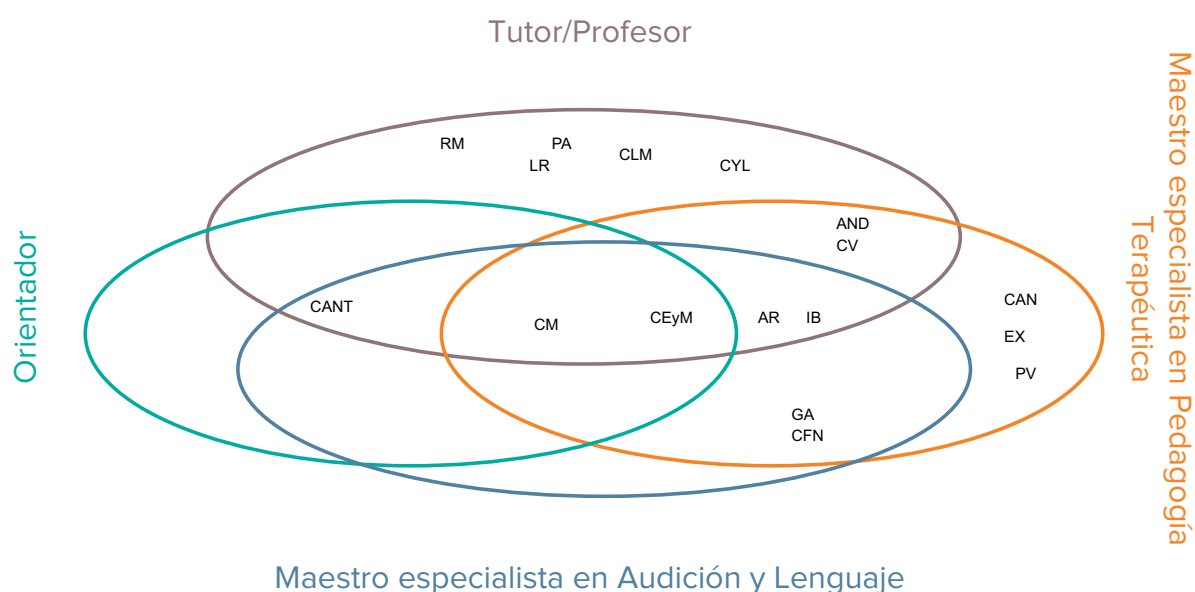 Tutor/Profesor
Maestro especialista en Pedagogía
Terapéutica
Orientador
RM
PA
LR
CLM
CYL
AND
CV
CANT
CM
CEyM
AR
IB
CAN
EX
PV
GA
CFN
Maestro especialista en Audición y Lenguaje